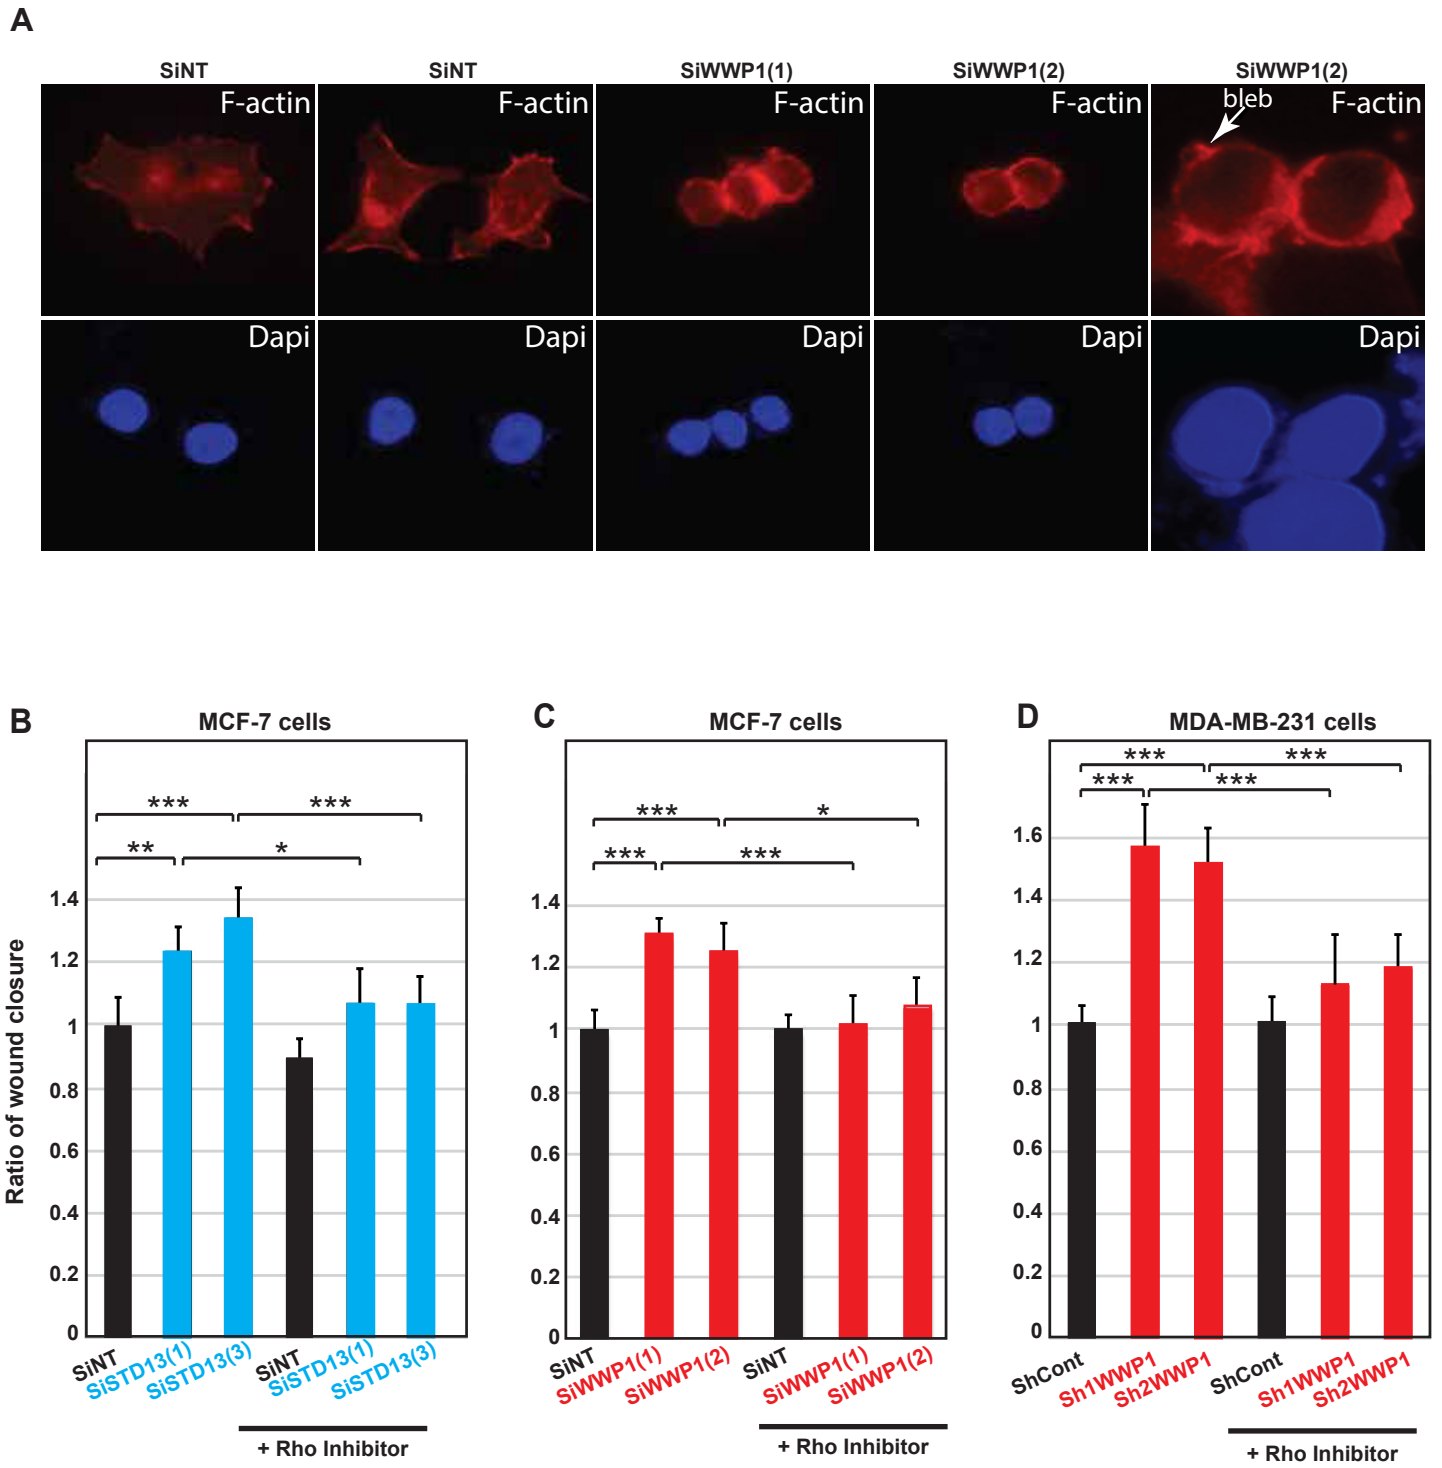 A
SiNT SiNT SiWWP1(1) SiWWP1(2) SiWWP1(2)
F-actin F-actin F-actin F-actin bleb F-actin
Dapi Dapi Dapi Dapi Dapi
B
MCF-7 cells
*** ***
** *
Ratio of wound closure
1.4
1.2
1
0.8
0.6
0.4
0.2
0
SiNT SiSTD13(1) SiSTD13(3) SiNT SiSTD13(1) SiSTD13(3)
+ Rho Inhibitor
C
MCF-7 cells
*** *
*** ***
1.4
1.2
1
0.8
0.6
0.4
0.2
0
SiNT SiWWP1(1) SiWWP1(2) SiNT SiWWP1(1) SiWWP1(2)
+ Rho Inhibitor
D
MDA-MB-231 cells
*** ***
*** ***
1.6
1.4
1.2
1
0.8
0.6
0.4
0.2
0
ShCont Sh1WWP1 Sh2WWP1 ShCont Sh1WWP1 Sh2WWP1
+ Rho Inhibitor